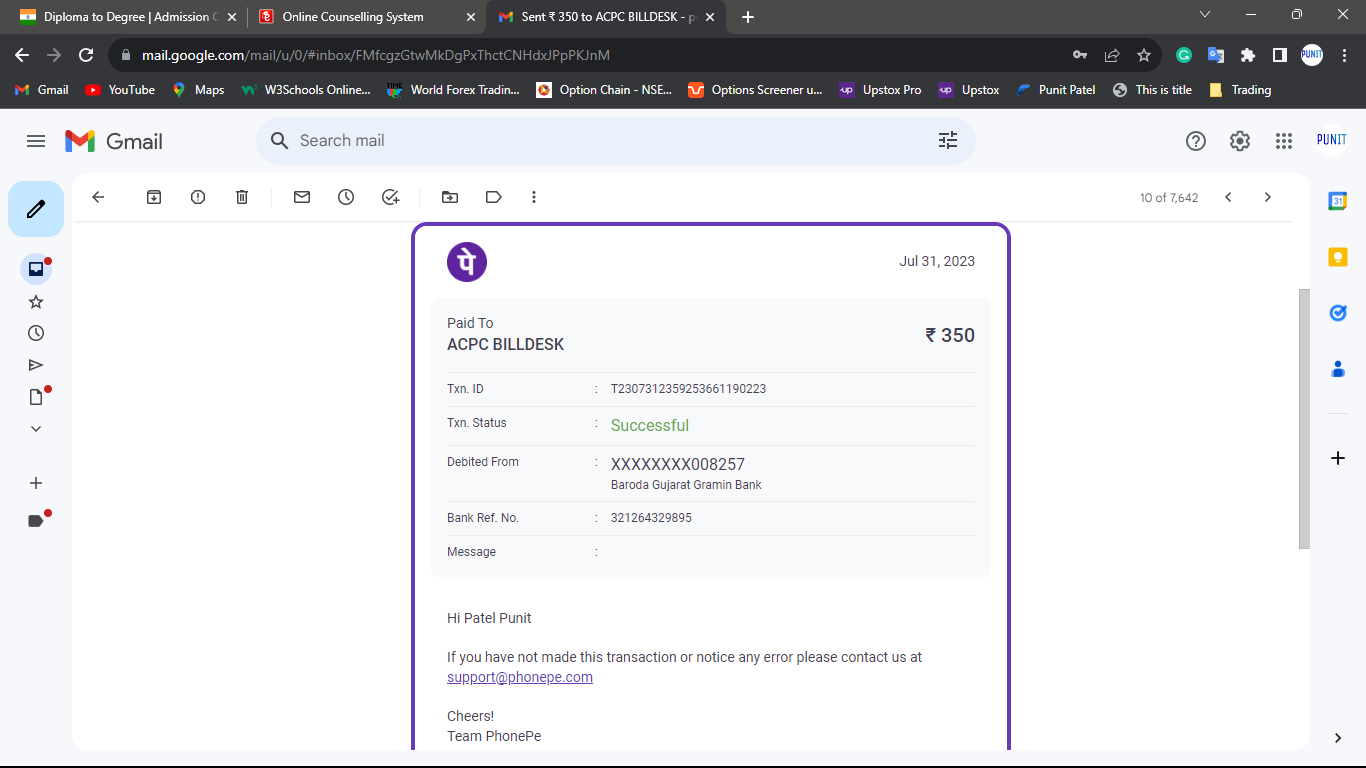 Diploma to Degree | Admission C
Online Counselling System
Sent ₹ 350 to ACPC BILLDESK - p
mail.google.com/mail/u/0/#inbox/FMfcgzGtwMkDgPxThctCNHdxJPpPKJnM
PUNIT
Gmail
YouTube
Maps
W3Schools Online...
World Forex Tradin...
Option Chain - NSE...
Options Screener u...
up Upstox Pro
up Upstox
Punit Patel
This is title
Trading
Gmail
Search mail
PUNIT
10 of 7,642
31
पे
Jul 31, 2023
Paid To
ACPC BILLDESK
₹ 350
Txn. ID : T2307312359253661190223
Txn. Status : Successful
Debited From : XXXXXXXX008257
Baroda Gujarat Gramin Bank
Bank Ref. No. : 321264329895
Message :
Hi Patel Punit
If you have not made this transaction or notice any error please contact us at
support@phonepe.com
Cheers!
Team PhonePe